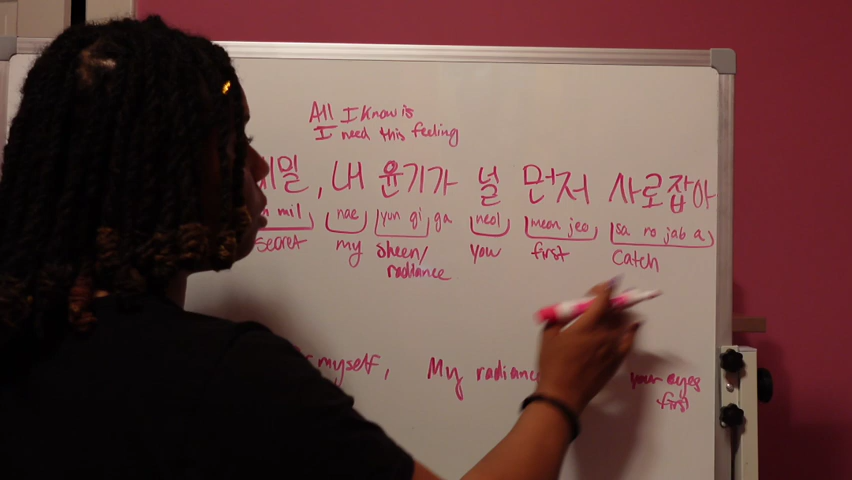 All I Know is
I need this feeling
밀, 내 윤기가 널 먼저 사로잡아
mil nae yun gi ga neol meon jeo sa ro jab a
secret my sheen/ you first catch
radiance
myself, My radiance your eyes
first